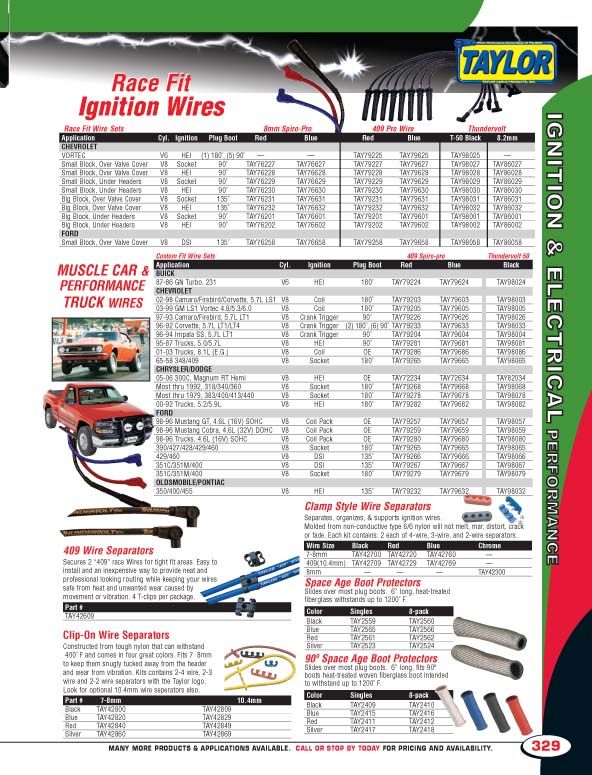 TAYLOR
Race Fit
Ignition Wires
Race Fit Wire Sets 8mm Spiro-Pro 409 Pro Wire Thundervolt
Application Cyl. Ignition Plug Boot Red Blue Red Blue T-50 Black 8.2mm
CHEVROLET
VORTEC V6 HEI (1) 180˚, (5) 90˚ — — TAY79225 TAY79625 TAY98025 —
Small Block, Over Valve Cover V8 Socket 90˚ TAY76227 TAY76627 TAY79227 TAY79627 TAY98027 TAY86027
Small Block, Over Valve Cover V8 HEI 90˚ TAY76228 TAY76628 TAY79228 TAY79628 TAY98028 TAY86028
Small Block, Under Headers V8 Socket 90˚ TAY76229 TAY76629 TAY79229 TAY79629 TAY98029 TAY86029
Small Block, Under Headers V8 HEI 90˚ TAY76230 TAY76630 TAY79230 TAY79630 TAY98030 TAY86030
Big Block, Over Valve Cover V8 Socket 135˚ TAY76231 TAY76631 TAY79231 TAY79631 TAY98031 TAY86031
Big Block, Over Valve Cover V8 HEI 135˚ TAY76232 TAY76632 TAY79232 TAY79632 TAY98032 TAY86032
Big Block, Under Headers V8 Socket 90˚ TAY76201 TAY76601 TAY79201 TAY79601 TAY98001 TAY86001
Big Block, Under Headers V8 HEI 90˚ TAY76202 TAY76602 TAY79202 TAY79602 TAY98002 TAY86002
FORD
Small Block, Over Valve Cover V8 DSI 135˚ TAY76258 TAY76658 TAY79258 TAY79658 TAY98058 TAY86058
MUSCLE CAR &
PERFORMANCE
TRUCK WIRES
Custom Fit Wire Sets 409 Spiro-pro Thundervolt 50
Application Cyl. Ignition Plug Boot Red Blue Black
BUICK
87-86 GN Turbo, 231 V6 HEI 180˚ TAY79224 TAY79624 TAY98024
CHEVROLET
02-98 Camaro/Firebird/Corvette, 5.7L LS1 V8 Coil 180˚ TAY79203 TAY79603 TAY98003
03-99 GM LS1 Vortec 4.8/5.3/6.0 V8 Coil 180˚ TAY79205 TAY79605 TAY98005
97-93 Camaro/Firebird, 5.7L LT1 V8 Crank Trigger 90˚ TAY79226 TAY79626 TAY98026
96-92 Corvette, 5.7L LT1/LT4 V8 Crank Trigger (2) 180˚, (6) 90˚ TAY79233 TAY79633 TAY98033
96-94 Impala SS, 5.7L LT1 V8 Crank Trigger 90˚ TAY79204 TAY79604 TAY98004
95-87 Trucks, 5.0/5.7L V8 HEI 90˚ TAY79281 TAY79681 TAY98081
01-03 Trucks, 8.1L (E.G.) V8 Coil OE TAY79286 TAY79686 TAY98086
65-58 348/409 V8 Socket 180˚ TAY79265 TAY79665 TAY98065
CHRYSLER/DODGE
05-06 300C, Magnum RT Hemi V8 HEI OE TAY72234 TAY72634 TAY82034
Most thru 1992, 318/340/360 V8 Socket 180˚ TAY79268 TAY79668 TAY98068
Most thru 1979, 383/400/413/440 V8 Socket 180˚ TAY79278 TAY79678 TAY98078
00-92 Trucks, 5.2/5.9L V8 HEI 180˚ TAY79282 TAY79682 TAY98082
FORD
98-96 Mustang GT, 4.6L (16V) SOHC V8 Coil Pack OE TAY79257 TAY79657 TAY98057
98-96 Mustang Cobra, 4.6L (32V) DOHC V8 Coil Pack OE TAY79259 TAY79659 TAY98059
98-96 Trucks, 4.6L (16V) SOHC V8 Coil Pack OE TAY79280 TAY79680 TAY98080
390/427/428/429/460 V8 Socket 180˚ TAY79265 TAY79665 TAY98065
429/460 V8 DSI 135˚ TAY79266 TAY79666 TAY98066
351C/351M/400 V8 DSI 135˚ TAY79267 TAY79667 TAY98067
351C/351M/400 V8 Socket 180˚ TAY79279 TAY79679 TAY98079
OLDSMOBILE/PONTIAC
350/400/455 V8 HEI 135˚ TAY79232 TAY79632 TAY98032
409 Wire Separators
Secures 2 "409" race Wires for tight fit areas. Easy to
install and an inexpensive way to provide neat and
professional looking routing while keeping your wires
safe from heat and unwanted wear caused by
movement or vibration. 4 T-clips per package.
Part #
TAY42609
Clip-On Wire Separators
Constructed from tough nylon that can withstand
400˚F and comes in four great colors. Fits 7 8mm
to keep them snugly tucked away from the header
and wear from vibration. Kits contains 2-4 wire, 2-3
wire and 2-2 wire separators with the Taylor logo.
Look for optional 10.4mm wire seperators also.
Part # 7-8mm 10.4mm
Black TAY42800 TAY42809
Blue TAY42820 TAY42829
Red TAY42840 TAY42849
Silver TAY42860 TAY42869
Clamp Style Wire Separators
Separates, organizes, & supports ignition wires.
Molded from non-conductive type 6/6 nylon will not melt, mar, distort, crack
or fade. Each kit contains: 2 each of 4-wire, 3-wire, and 2-wire separators.
Wire Size Black Red Blue Chrome
7-8mm TAY42700 TAY42720 TAY42760 —
409(10.4mm) TAY42709 TAY42729 TAY42769 —
8mm — — — TAY42300
Space Age Boot Protectors
Slides over most plug boots. 6" long, heat-treated
fiberglass withstands up to 1200˚F.
Color Singles 8-pack
Black TAY2559 TAY2560
Blue TAY2565 TAY2566
Red TAY2561 TAY2562
Silver TAY2523 TAY2524
90º Space Age Boot Protectors
Slides over most plug boots. 6" long, fits 90˚
boots heat-treated woven fiberglass boot intended
to withstand up to 1200˚F.
Color Singles 8-pack
Black TAY2409 TAY2410
Blue TAY2415 TAY2416
Red TAY2411 TAY2412
Silver TAY2417 TAY2418
IGNITION & ELECTRICAL PERFORMANCE
MANY MORE PRODUCTS & APPLICATIONS AVAILABLE. CALL OR STOP BY TODAY FOR PRICING AND AVAILABILITY.
329